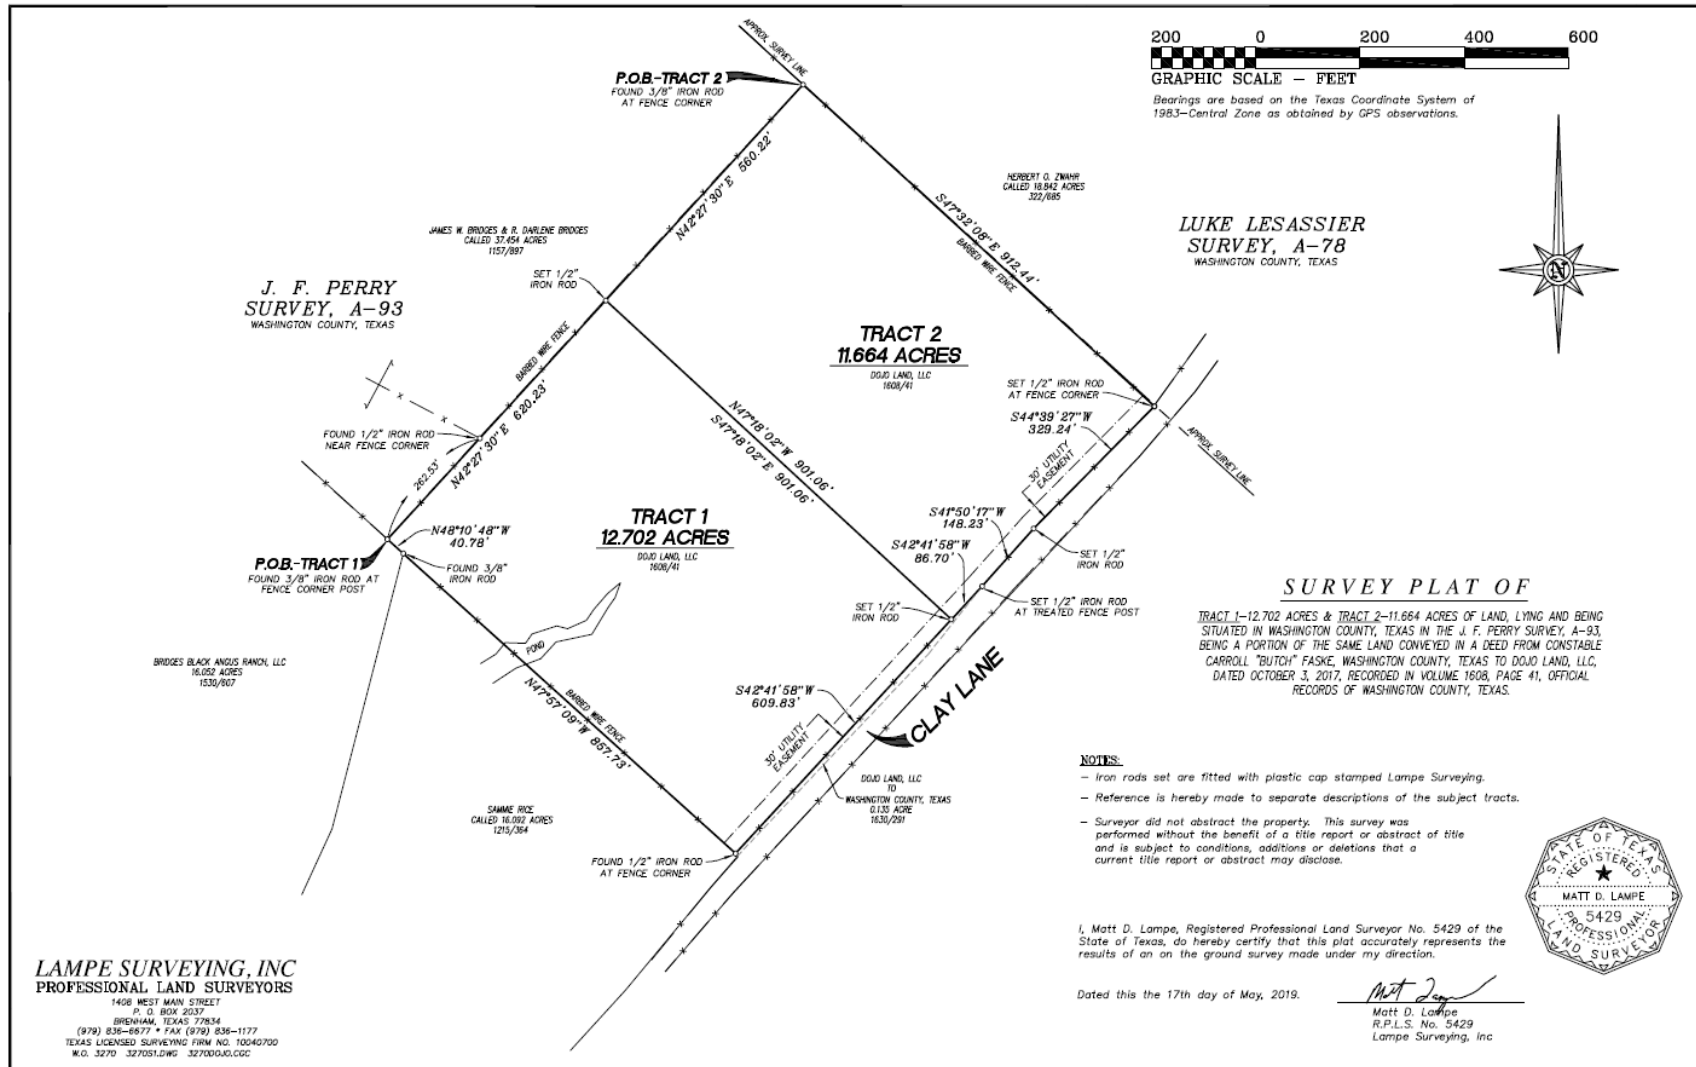 APPROX. SURVEY LINE
P.O.B.-TRACT 2
FOUND 3/8" IRON ROD
AT FENCE CORNER
200 0 200 400 600
GRAPHIC SCALE – FEET
Bearings are based on the Texas Coordinate System of
1983–Central Zone as obtained by GPS observations.
N42°27'30"E 560.22'
HERBERT O. ZWAHR
CALLED 18.842 ACRES
322/685
S47°32'08"E 912.44'
BARBED WIRE FENCE
LUKE LESASSIER
SURVEY, A–78
WASHINGTON COUNTY, TEXAS
N
JAMES W. BRIDGES & R. DARLENE BRIDGES
CALLED 37.454 ACRES
1157/897
SET 1/2"
IRON ROD
J. F. PERRY
SURVEY, A–93
WASHINGTON COUNTY, TEXAS
BARBED WIRE FENCE
N42°27'30"E 620.23'
TRACT 2
11.664 ACRES
DOJO LAND, LLC
1608/41
SET 1/2" IRON ROD
AT FENCE CORNER
S44°39'27"W
329.24'
APPROX. SURVEY LINE
30' UTILITY
EASEMENT
N47°18'02"W 901.06'
S47°18'02"E 901.06'
FOUND 1/2" IRON ROD
NEAR FENCE CORNER
262.53'
N48°10'48"W
40.78'
P.O.B.-TRACT 1
FOUND 3/8" IRON ROD AT
FENCE CORNER POST
FOUND 3/8"
IRON ROD
TRACT 1
12.702 ACRES
DOJO LAND, LLC
1608/41
S41°50'17"W
148.23'
S42°41'58"W
86.70'
SET 1/2"
IRON ROD
SET 1/2" IRON ROD
AT TREATED FENCE POST
SET 1/2"
IRON ROD
POND
BRIDGES BLACK ANGUS RANCH, LLC
16.052 ACRES
1530/607
N47°57'09"W 857.73'
BARBED WIRE FENCE
S42°41'58"W
609.83'
CLAY LANE
30' UTILITY
EASEMENT
DOJO LAND, LLC
TO
WASHINGTON COUNTY, TEXAS
0.135 ACRE
1630/291
SAMMIE RICE
CALLED 16.092 ACRES
1215/364
FOUND 1/2" IRON ROD
AT FENCE CORNER
SURVEY PLAT OF
TRACT 1–12.702 ACRES & TRACT 2–11.664 ACRES OF LAND, LYING AND BEING
SITUATED IN WASHINGTON COUNTY, TEXAS IN THE J. F. PERRY SURVEY, A–93,
BEING A PORTION OF THE SAME LAND CONVEYED IN A DEED FROM CONSTABLE
CARROLL "BUTCH" FASKE, WASHINGTON COUNTY, TEXAS TO DOJO LAND, LLC,
DATED OCTOBER 3, 2017, RECORDED IN VOLUME 1608, PAGE 41, OFFICIAL
RECORDS OF WASHINGTON COUNTY, TEXAS.
NOTES:
– Iron rods set are fitted with plastic cap stamped Lampe Surveying.
– Reference is hereby made to separate descriptions of the subject tracts.
– Surveyor did not abstract the property. This survey was
performed without the benefit of a title report or abstract of title
and is subject to conditions, additions or deletions that a
current title report or abstract may disclose.
STATE OF TEXAS
REGISTERED
MATT D. LAMPE
5429
PROFESSIONAL
LAND SURVEYOR
I, Matt D. Lampe, Registered Professional Land Surveyor No. 5429 of the
State of Texas, do hereby certify that this plat accurately represents the
results of an on the ground survey made under my direction.
Dated this the 17th day of May, 2019.
Matt D. Lampe
R.P.L.S. No. 5429
Lampe Surveying, Inc
LAMPE SURVEYING, INC
PROFESSIONAL LAND SURVEYORS
1408 WEST MAIN STREET
P. O. BOX 2037
BRENHAM, TEXAS 77834
(979) 836–6677 * FAX (979) 836–1177
TEXAS LICENSED SURVEYING FIRM NO. 10040700
W.O. 3270 3270S1.DWG 3270DOJO.CGC